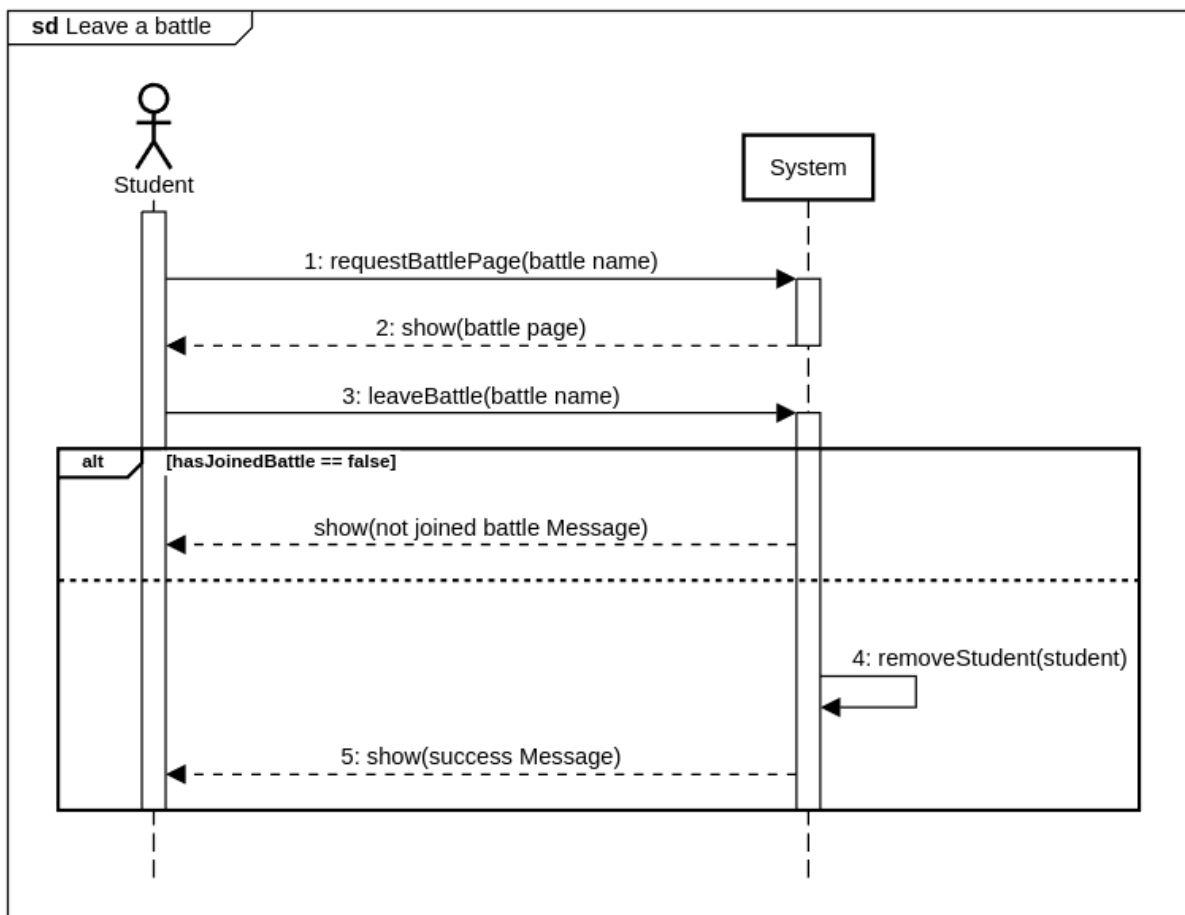 sd Leave a battle
Student
System
1: requestBattlePage(battle name)
2: show(battle page)
3: leaveBattle(battle name)
alt
[hasJoinedBattle == false]
show(not joined battle Message)
4: removeStudent(student)
5: show(success Message)